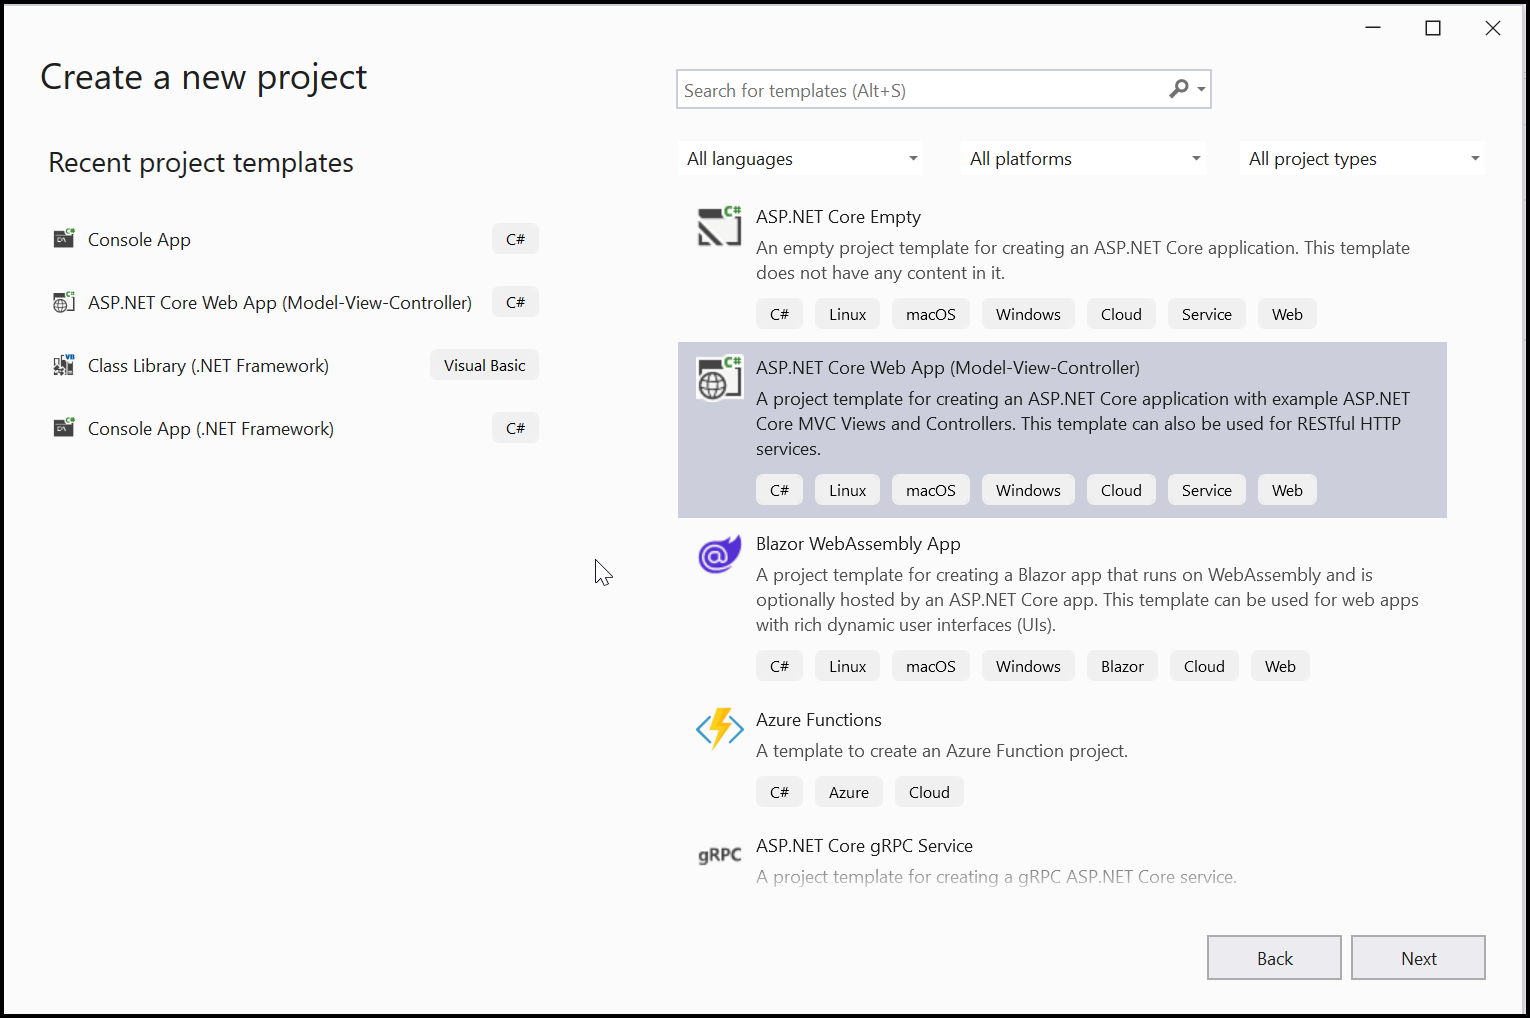 Create a new project
Search for templates (Alt+S)
Recent project templates
All languages
All platforms
All project types
Console App
C#
ASP.NET Core Web App (Model-View-Controller)
C#
Class Library (.NET Framework)
Visual Basic
Console App (.NET Framework)
C#
ASP.NET Core Empty
An empty project template for creating an ASP.NET Core application. This template
does not have any content in it.
C# Linux macOS Windows Cloud Service Web
ASP.NET Core Web App (Model-View-Controller)
A project template for creating an ASP.NET Core application with example ASP.NET
Core MVC Views and Controllers. This template can also be used for RESTful HTTP
services.
C# Linux macOS Windows Cloud Service Web
Blazor WebAssembly App
A project template for creating a Blazor app that runs on WebAssembly and is
optionally hosted by an ASP.NET Core app. This template can be used for web apps
with rich dynamic user interfaces (UIs).
C# Linux macOS Windows Blazor Cloud Web
Azure Functions
A template to create an Azure Function project.
C# Azure Cloud
gRPC
ASP.NET Core gRPC Service
A project template for creating a gRPC ASP.NET Core service.
Back
Next